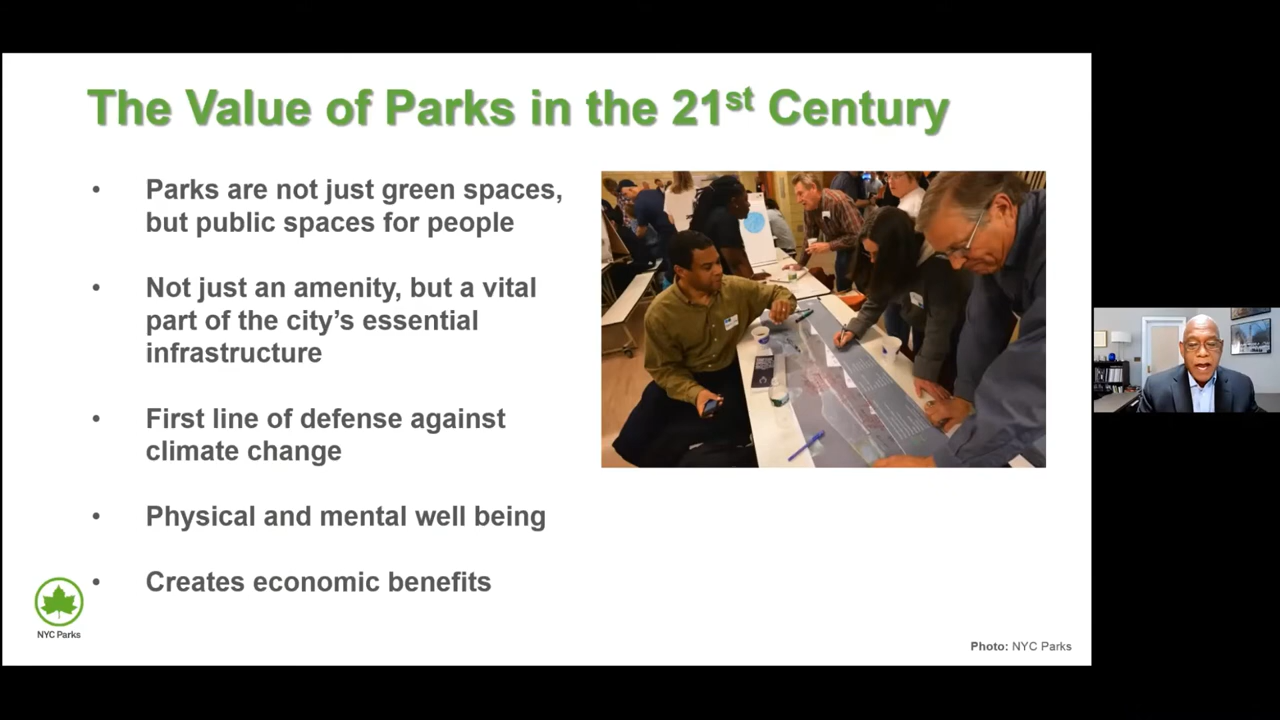 The Value of Parks in the 21st Century
• Parks are not just green spaces,
but public spaces for people
• Not just an amenity, but a vital
part of the city's essential
infrastructure
• First line of defense against
climate change
• Physical and mental well being
• Creates economic benefits
NYC Parks
Photo: NYC Parks